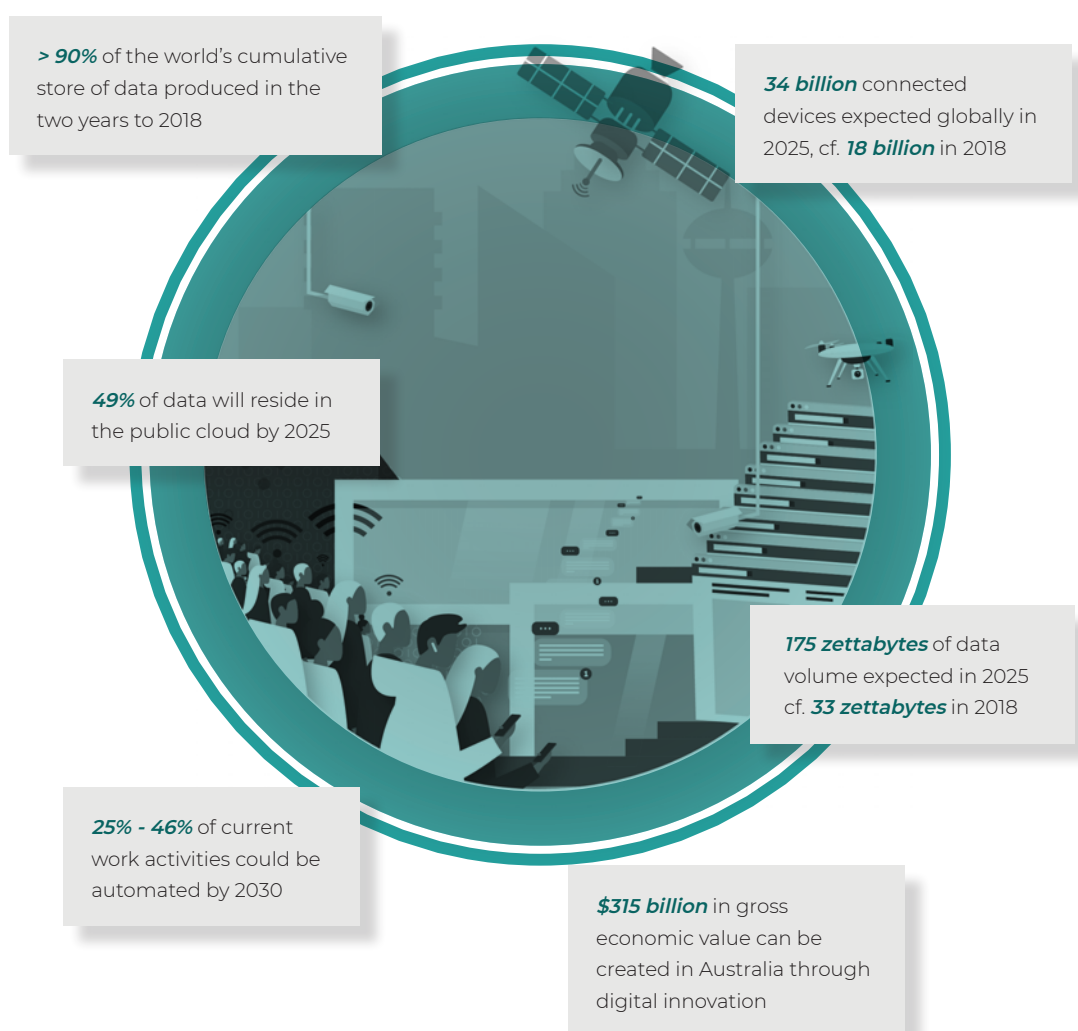 > 90% of the world's cumulative
store of data produced in the
two years to 2018
34 billion connected
devices expected globally in
2025, cf. 18 billion in 2018
49% of data will reside in
the public cloud by 2025
175 zettabytes of data
volume expected in 2025
cf. 33 zettabytes in 2018
25% - 46% of current
work activities could be
automated by 2030
$315 billion in gross
economic value can be
created in Australia through
digital innovation
1
1